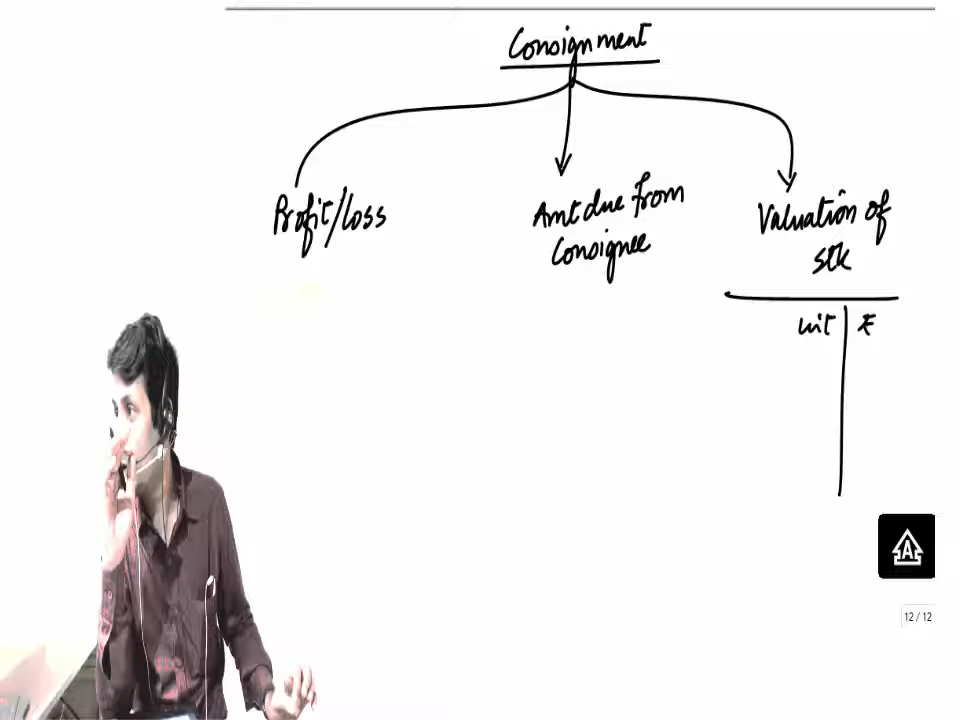 Consignment
Profit/Loss
Amt due from
Consignee
Valuation of
Stk
unit ₹
A
12 / 12